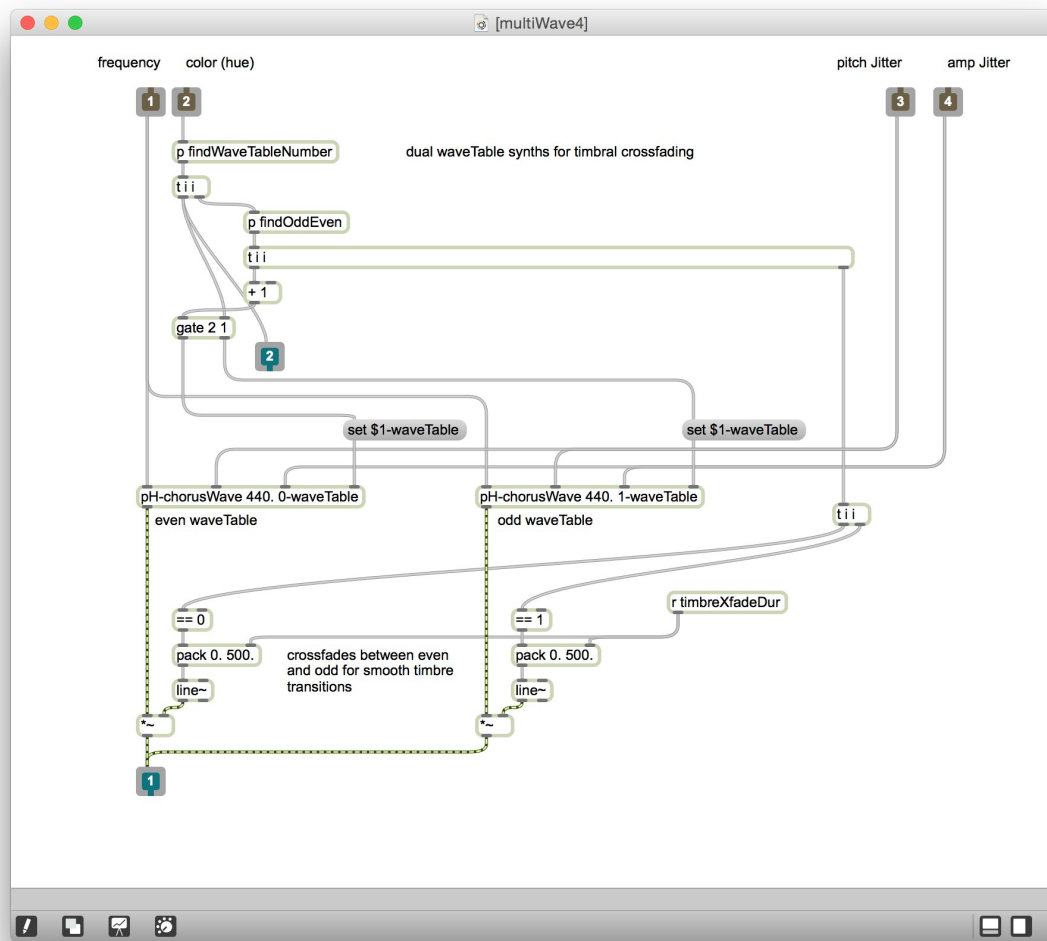 [multiWave4]
frequency
color (hue)
pitch Jitter
amp Jitter
1
2
3
4
p findWaveTableNumber
dual waveTable synths for timbral crossfading
t i i
p findOddEven
t i i
+ 1
gate 2 1
2
set $1-waveTable
set $1-waveTable
pH-chorusWave 440. 0-waveTable
pH-chorusWave 440. 1-waveTable
even waveTable
odd waveTable
t i i
r timbreXfadeDur
== 0
== 1
pack 0. 500.
crossfades between even
and odd for smooth timbre
transitions
pack 0. 500.
line~
line~
*~
*~
1